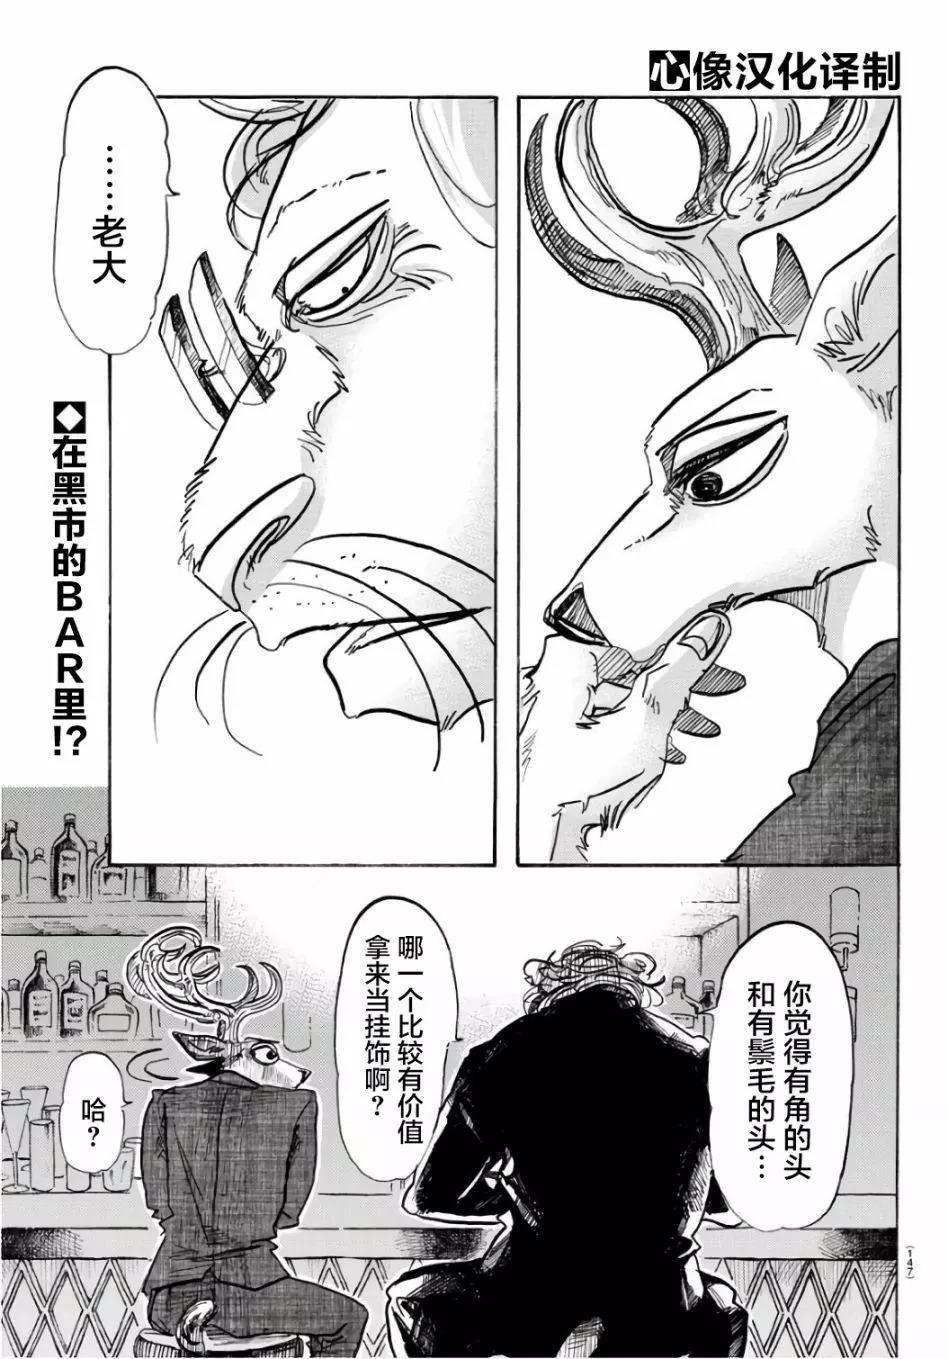 心像汉化译制
……老大
◆在黑市的BAR里!?
你觉得有角的头
和有鬃毛的头…
哪一个比较有价值
拿来当挂饰啊？
哈？
(147)